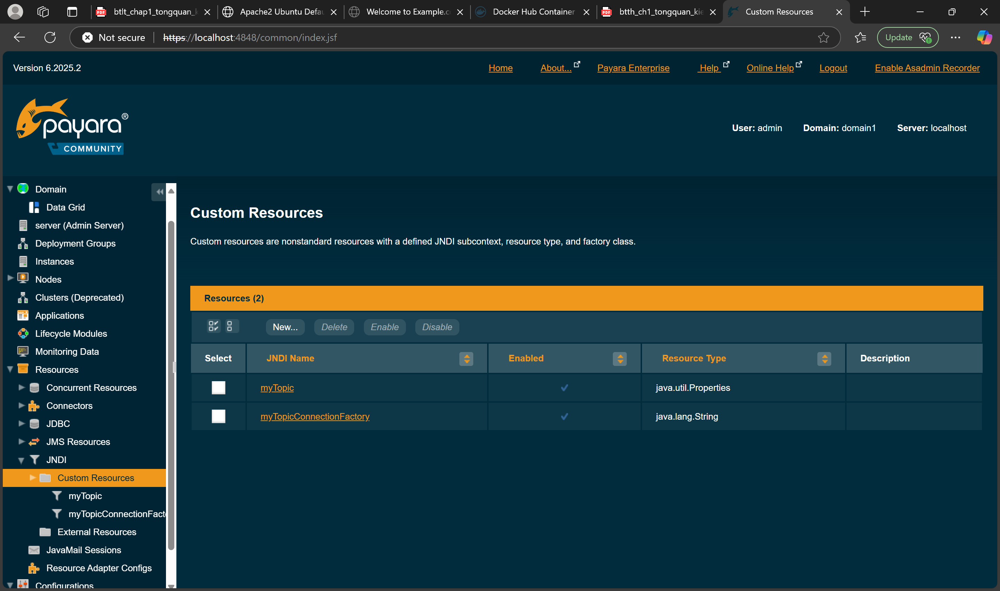 btlt_chap1_tongquan_k
Apache2 Ubuntu Defau
Welcome to Example.co
Docker Hub Container
btth_ch1_tongquan_kie
Custom Resources
Not secure
https://localhost:4848/common/index.jsf
Update
Version 6.2025.2
Home
About...
Payara Enterprise
Help
Online Help
Logout
Enable Asadmin Recorder
payara®
COMMUNITY
User: admin
Domain: domain1
Server: localhost
Domain
Data Grid
server (Admin Server)
Deployment Groups
Instances
Nodes
Clusters (Deprecated)
Applications
Lifecycle Modules
Monitoring Data
Resources
Concurrent Resources
Connectors
JDBC
JMS Resources
JNDI
Custom Resources
myTopic
myTopicConnectionFacto
External Resources
JavaMail Sessions
Resource Adapter Configs
Configurations
Custom Resources
Custom resources are nonstandard resources with a defined JNDI subcontext, resource type, and factory class.
Resources (2)
New...
Delete
Enable
Disable
Select
JNDI Name
Enabled
Resource Type
Description
myTopic
java.util.Properties
myTopicConnectionFactory
java.lang.String